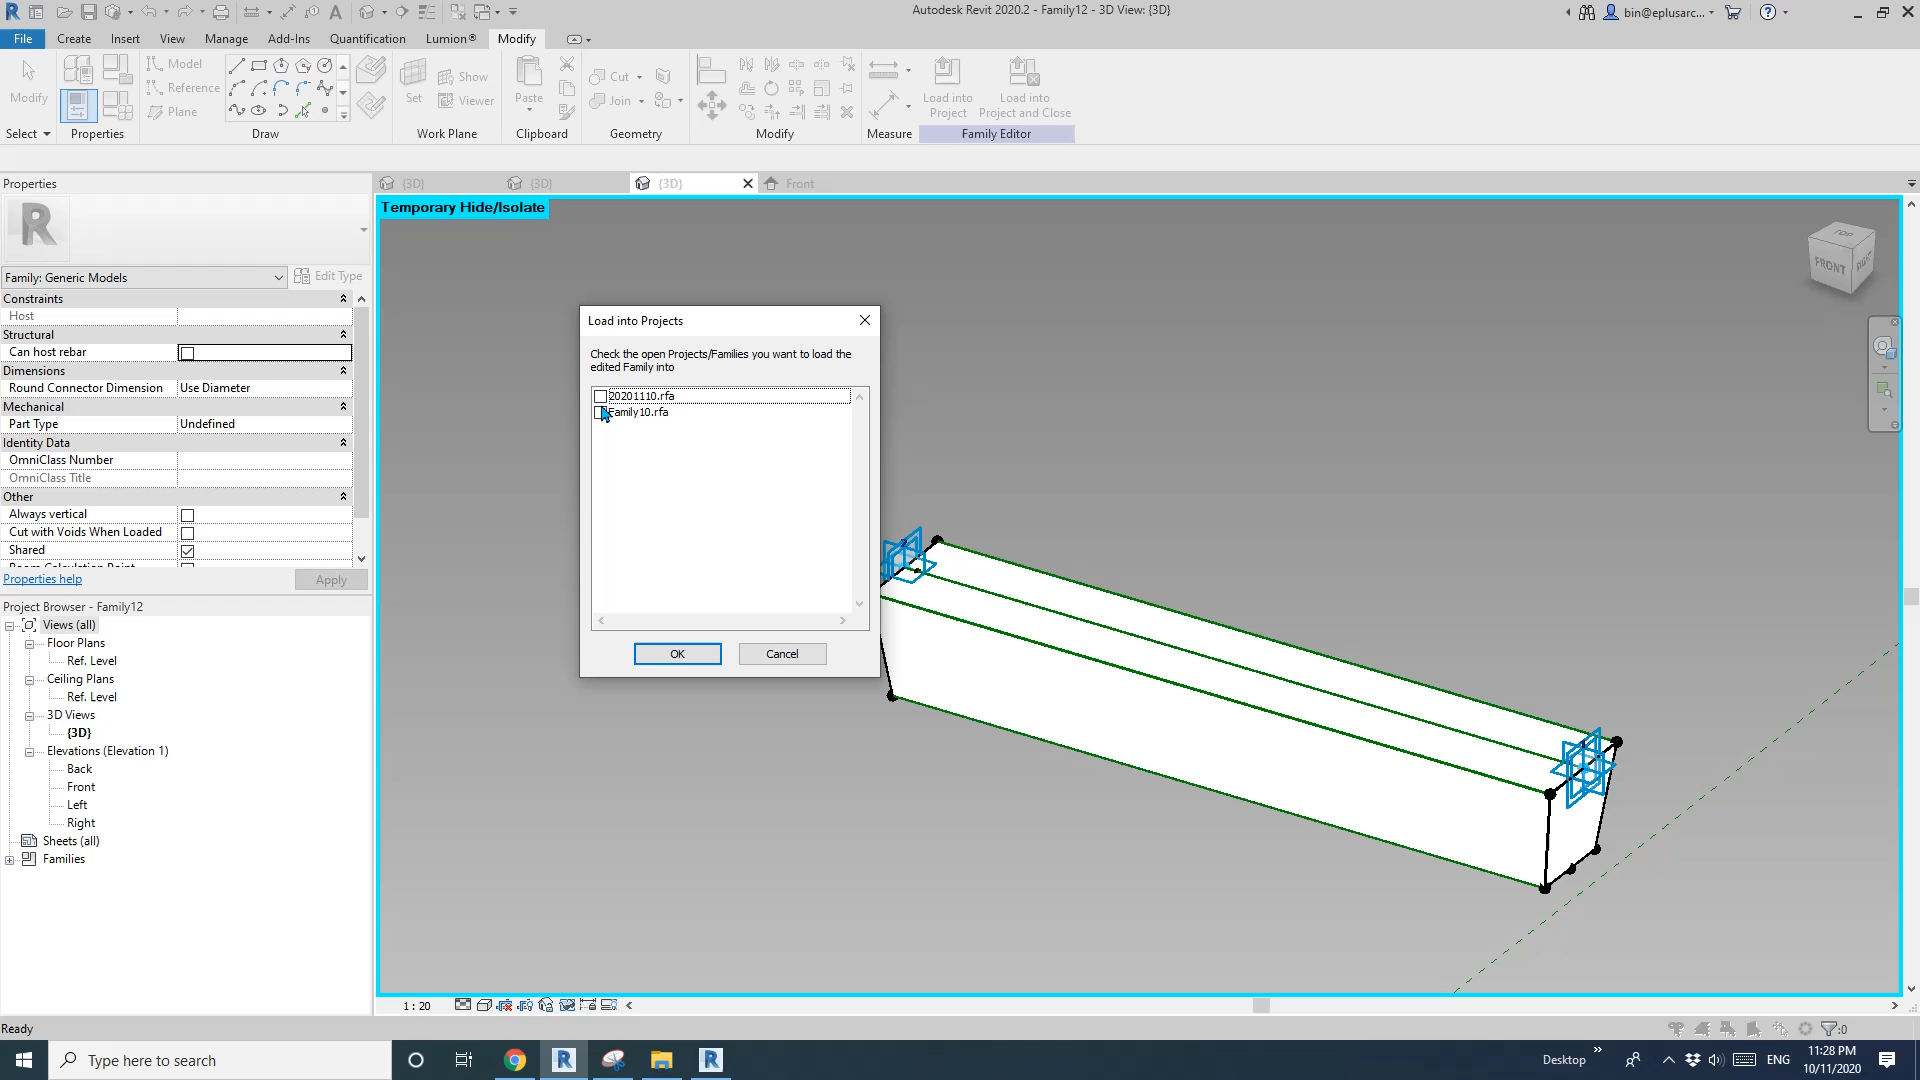 Autodesk Revit 2020.2 - Family12 - 3D View: {3D}
bin@eplusarc...
File Create Insert View Manage Add-Ins Quantification Lumion® Modify
Modify
Model
Reference
Plane
Set
Show
Viewer
Paste
Cut
Join
Load into
Project
Load into
Project and Close
Select Properties Draw Work Plane Clipboard Geometry Modify Measure Family Editor
Properties
{3D} {3D} {3D} Front
Temporary Hide/Isolate
Family: Generic Models
Edit Type
Constraints
Host
Structural
Can host rebar
Dimensions
Round Connector Dimension Use Diameter
Mechanical
Part Type Undefined
Identity Data
OmniClass Number
OmniClass Title
Other
Always vertical
Cut with Voids When Loaded
Shared
Room Calculation Point
Properties help
Apply
Project Browser - Family12
Views (all)
Floor Plans
Ref. Level
Ceiling Plans
Ref. Level
3D Views
{3D}
Elevations (Elevation 1)
Back
Front
Left
Right
Sheets (all)
Families
Load into Projects
Check the open Projects/Families you want to load the
edited Family into
20201110.rfa
Family10.rfa
OK
Cancel
TOP
FRONT
RIGHT
1 : 20
Ready
:0
Type here to search
Desktop
ENG
11:28 PM
10/11/2020